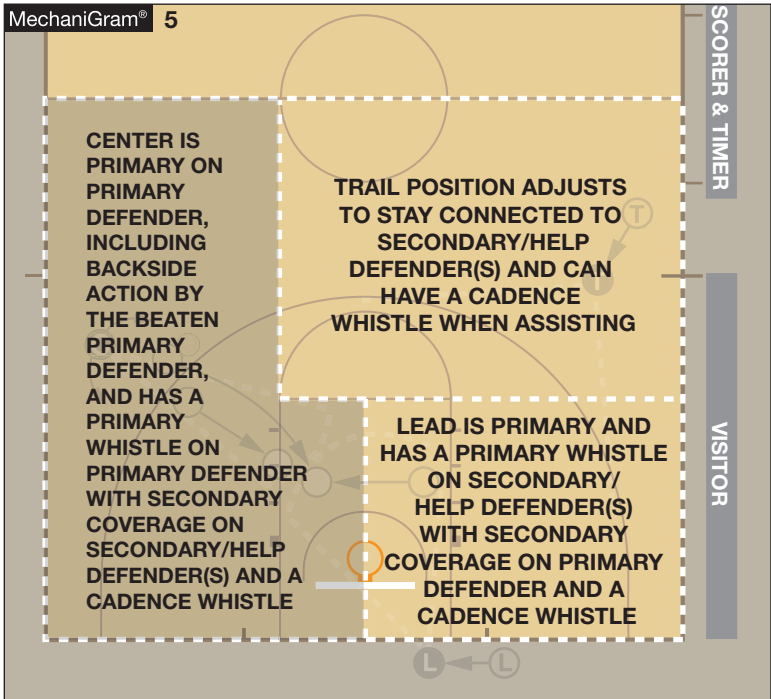 MechaniGram® 5
SCORER & TIMER
CENTER IS
PRIMARY ON
PRIMARY
DEFENDER,
INCLUDING
BACKSIDE
ACTION BY
THE BEATEN
PRIMARY
DEFENDER,
AND HAS A
PRIMARY
WHISTLE ON
PRIMARY DEFENDER
WITH SECONDARY
COVERAGE ON
SECONDARY/HELP
DEFENDER(S) AND A
CADENCE WHISTLE
TRAIL POSITION ADJUSTS
TO STAY CONNECTED TO
SECONDARY/HELP
DEFENDER(S) AND CAN
HAVE A CADENCE
WHISTLE WHEN ASSISTING
T
T
LEAD IS PRIMARY AND
HAS A PRIMARY WHISTLE
ON SECONDARY/
HELP DEFENDER(S)
WITH SECONDARY
COVERAGE ON PRIMARY
DEFENDER AND A
CADENCE WHISTLE
VISITOR
L
L